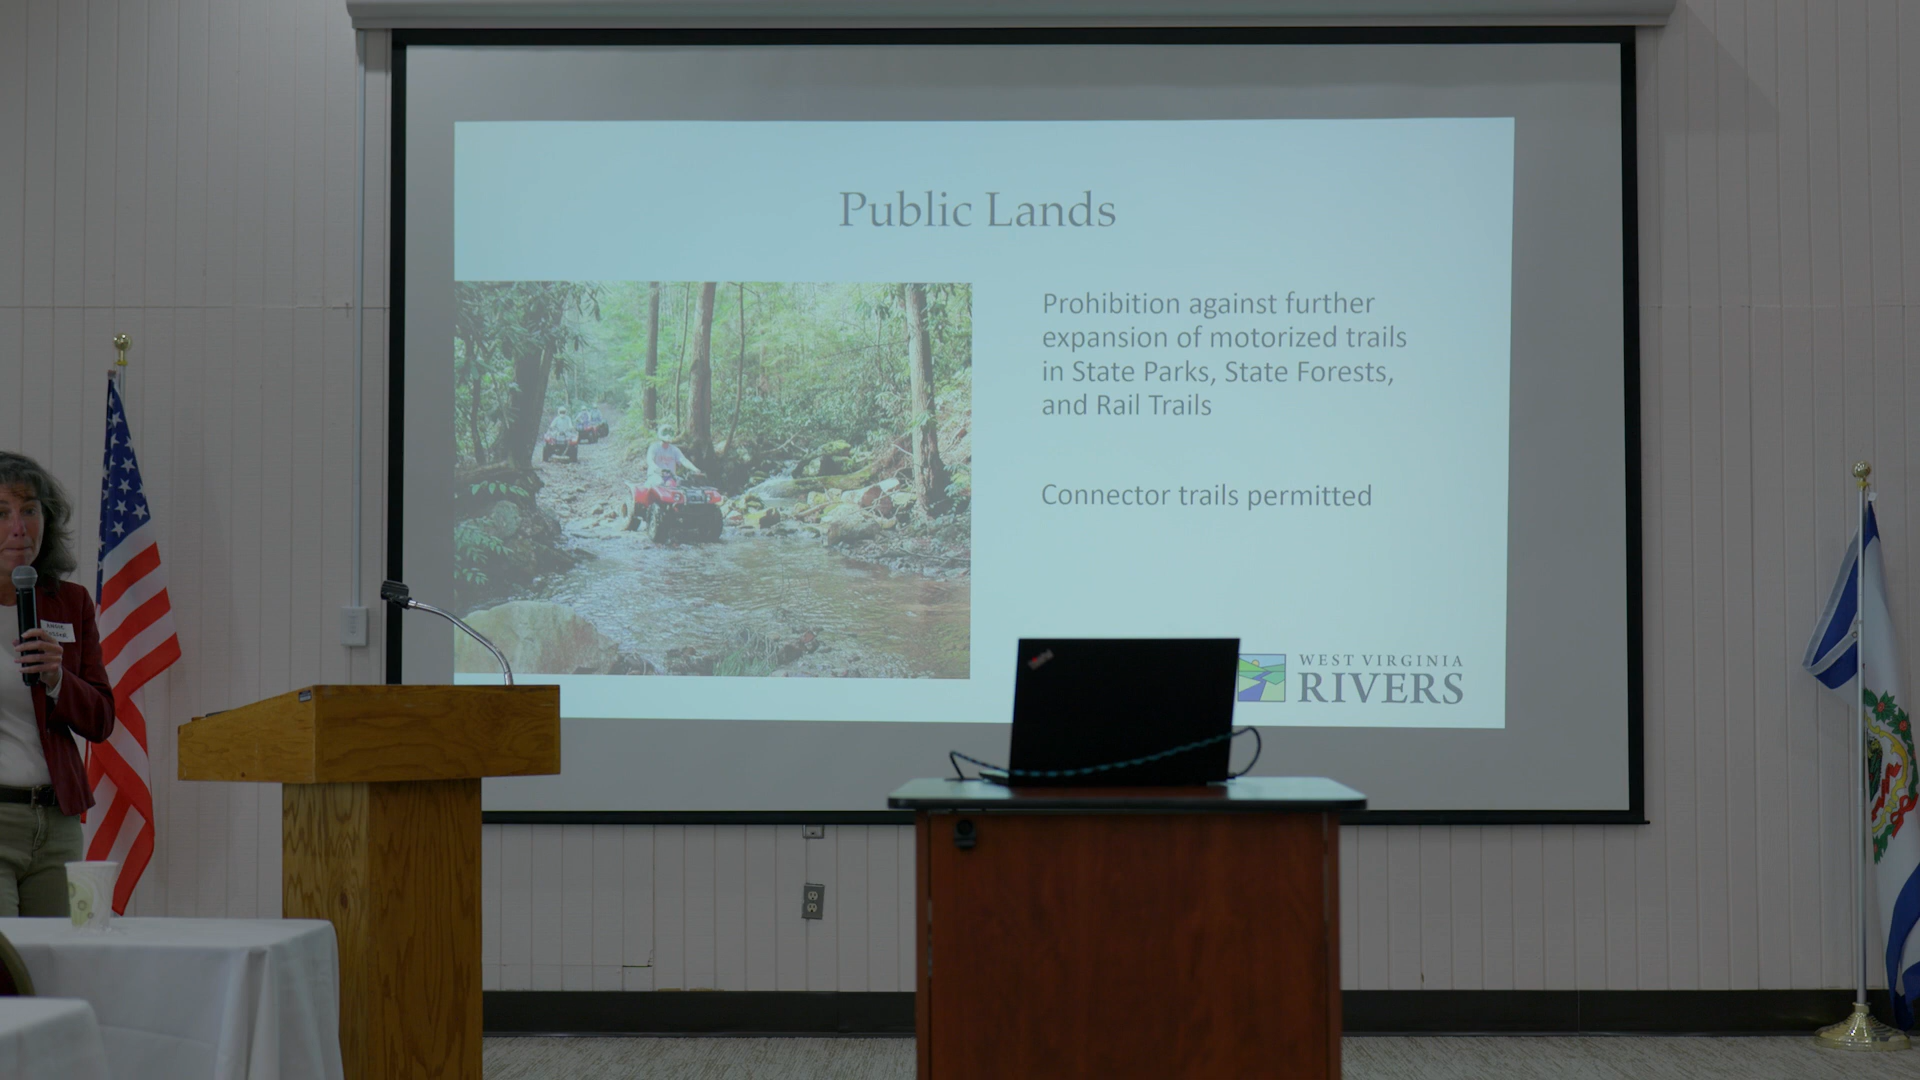 Public Lands
Prohibition against further
expansion of motorized trails
in State Parks, State Forests,
and Rail Trails
Connector trails permitted
WEST VIRGINIA
RIVERS